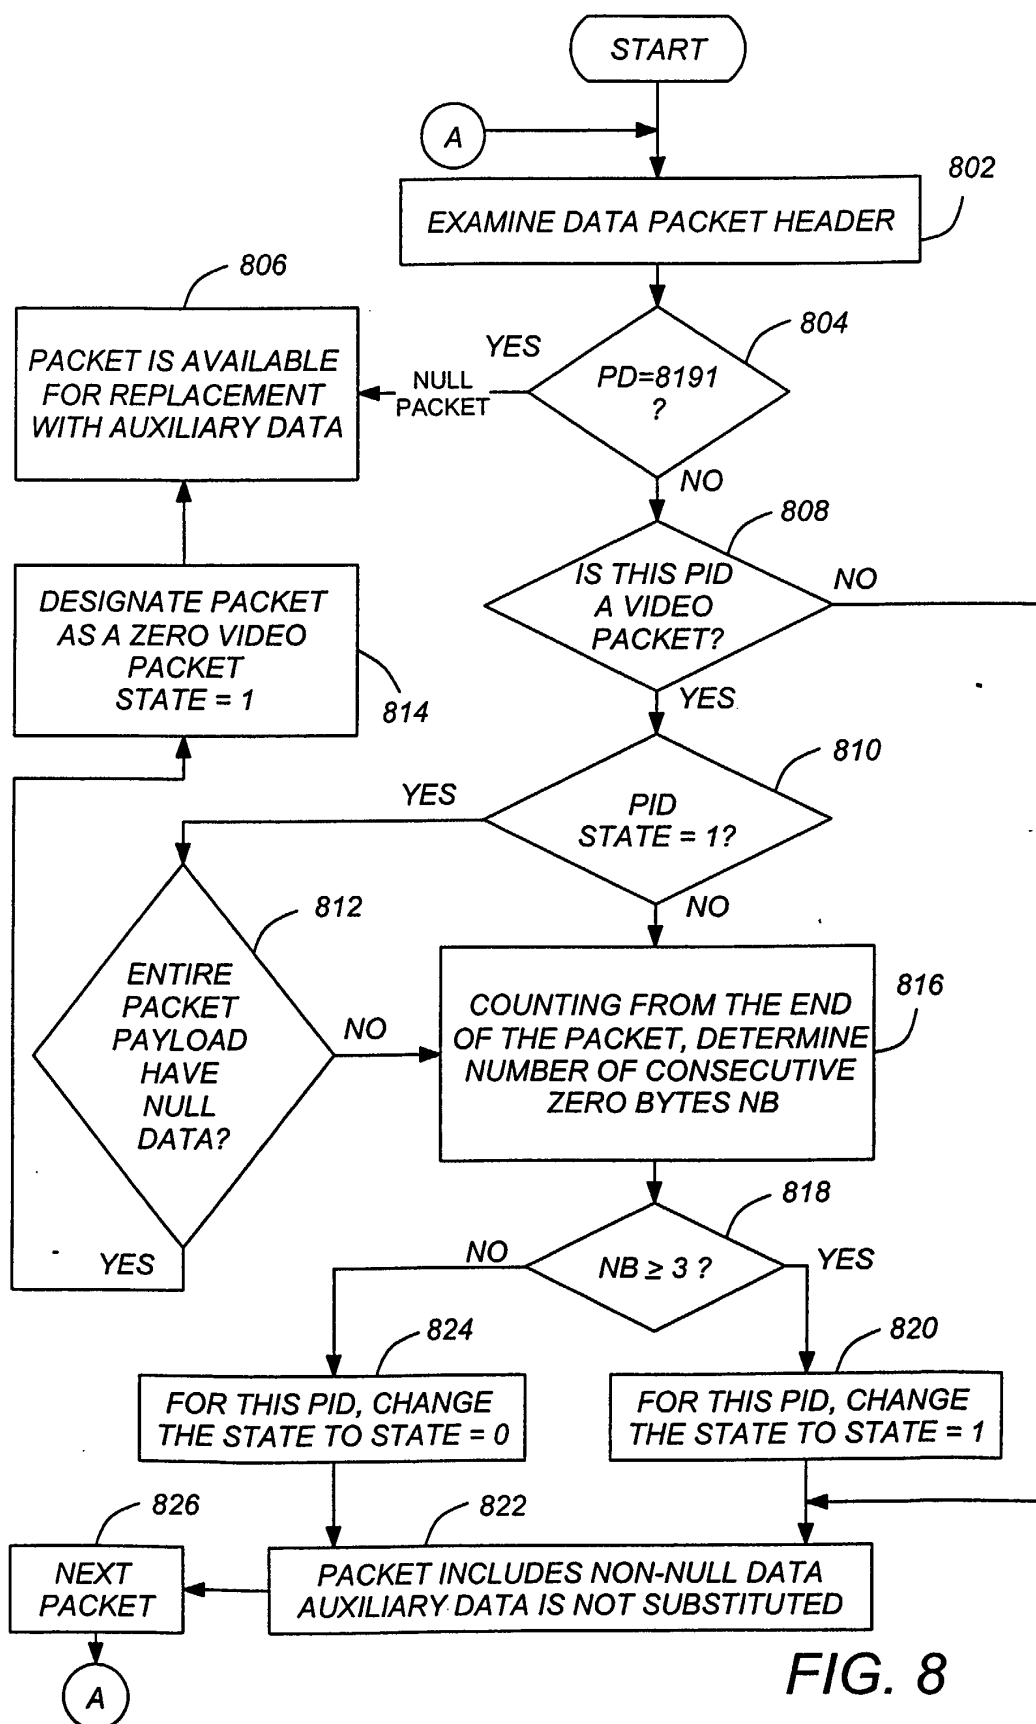 START
A
802
EXAMINE DATA PACKET HEADER
806
804
PACKET IS AVAILABLE
FOR REPLACEMENT
WITH AUXILIARY DATA
YES
NULL
PACKET
PD=8191
?
NO
808
IS THIS PID
A VIDEO
PACKET?
NO
DESIGNATE PACKET
AS A ZERO VIDEO
PACKET
STATE = 1
814
YES
810
YES
PID
STATE = 1?
NO
812
ENTIRE
PACKET
PAYLOAD
HAVE
NULL
DATA?
NO
YES
816
COUNTING FROM THE END
OF THE PACKET, DETERMINE
NUMBER OF CONSECUTIVE
ZERO BYTES NB
818
NO
NB ≥ 3 ?
YES
824
FOR THIS PID, CHANGE
THE STATE TO STATE = 0
820
FOR THIS PID, CHANGE
THE STATE TO STATE = 1
826
822
NEXT
PACKET
PACKET INCLUDES NON-NULL DATA
AUXILIARY DATA IS NOT SUBSTITUTED
A
FIG. 8